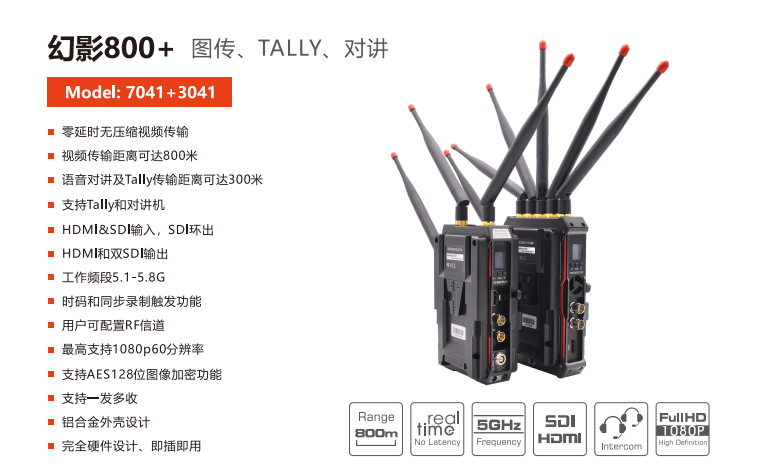 幻影800+ 图传、TALLY、对讲
Model: 7041+3041
零延时无压缩视频传输
视频传输距离可达800米
语音对讲及Tally传输距离可达300米
支持Tally和对讲机
HDMI&SDI输入，SDI环出
HDMI和双SDI输出
工作频段5.1-5.8G
时码和同步录制触发功能
用户可配置RF信道
最高支持1080p60分辨率
支持AES128位图像加密功能
支持一发多收
铝合金外壳设计
完全硬件设计、即插即用
Range
800m
real
time
No Latency
5GHz
Frequency
SDI
HDMI
Intercom
FullHD
1080P
High Definition